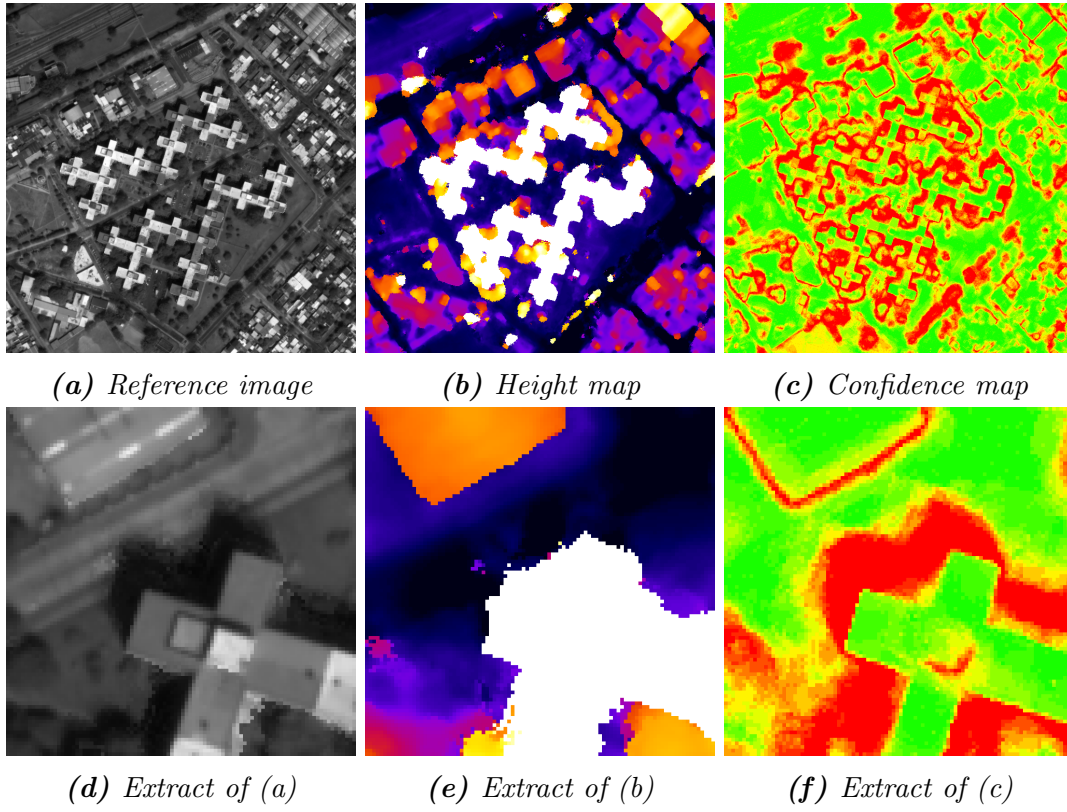 (a) Reference image
(b) Height map
(c) Confidence map
(d) Extract of (a)
(e) Extract of (b)
(f) Extract of (c)